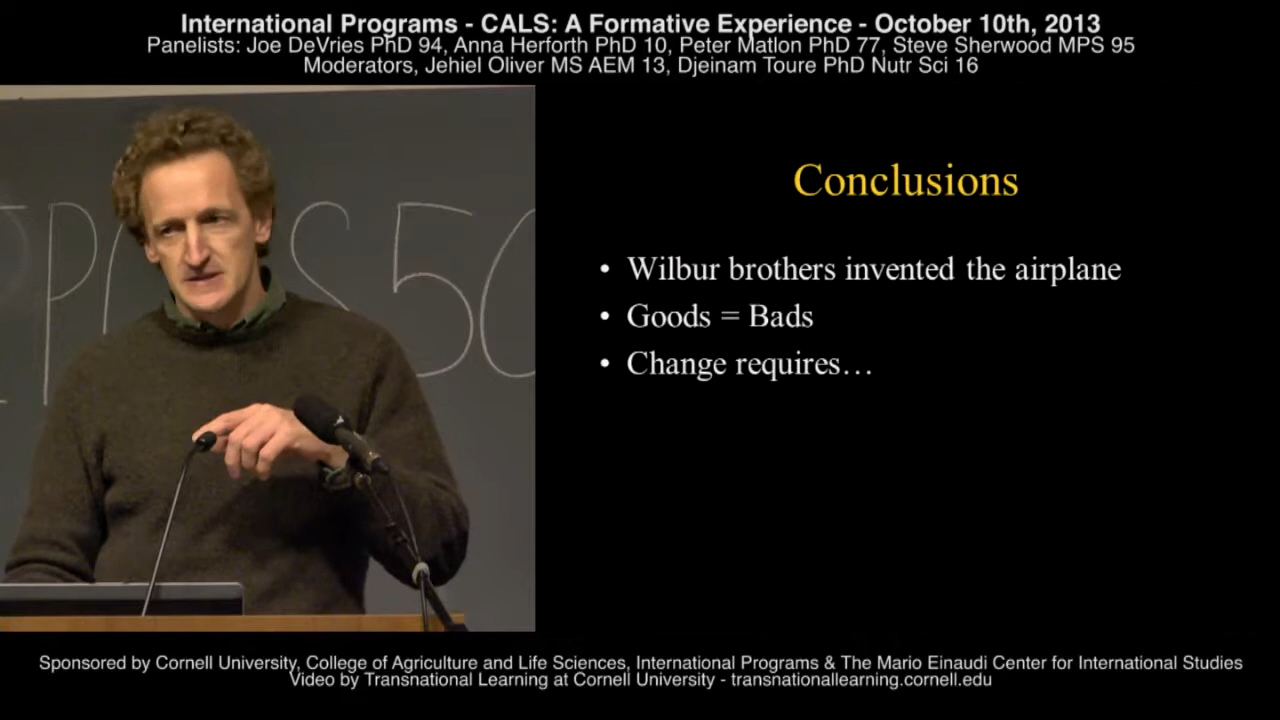 International Programs - CALS: A Formative Experience - October 10th, 2013
Panelists: Joe DeVries PhD 94, Anna Herforth PhD 10, Peter Matlon PhD 77, Steve Sherwood MPS 95
Moderators, Jehiel Oliver MS AEM 13, Djeinam Toure PhD Nutr Sci 16
Conclusions
• Wilbur brothers invented the airplane
• Goods = Bads
• Change requires…
Sponsored by Cornell University, College of Agriculture and Life Sciences, International Programs & The Mario Einaudi Center for International Studies
Video by Transnational Learning at Cornell University - transnationallearning.cornell.edu